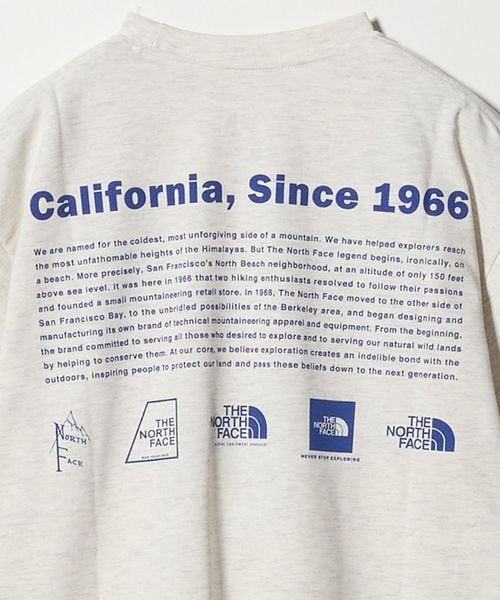 California, Since 1966
We are named for the coldest, most unforgiving side of a mountain. We have helped explorers reach
the most unfathomable heights of the Himalayas. But The North Face legend begins, ironically, on
a beach. More precisely, San Francisco's North Beach neighborhood, at an altitude of only 150 feet
above sea level. It was here in 1966 that two hiking enthusiasts resolved to follow their passions
and founded a small mountaineering retail store. In 1968, The North Face moved to the other side of
San Francisco Bay, to the unbridled possibilities of the Berkeley area, and began designing and
manufacturing its own brand of technical mountaineering apparel and equipment. From the beginning,
the brand committed to serving all those who desired to explore and to serving our natural wild lands
by helping to conserve them. At our core, we believe exploration creates an indelible bond with the
outdoors, inspiring people to protect our land and pass these beliefs down to the next generation.
NORTH
FACE
THE
NORTH
FACE
SAN FRANCISCO
THE
NORTH
FACE
ALPINE EQUIPMENT SPECIALIST
THE
NORTH
FACE
NEVER STOP EXPLORING
THE
NORTH
FACE